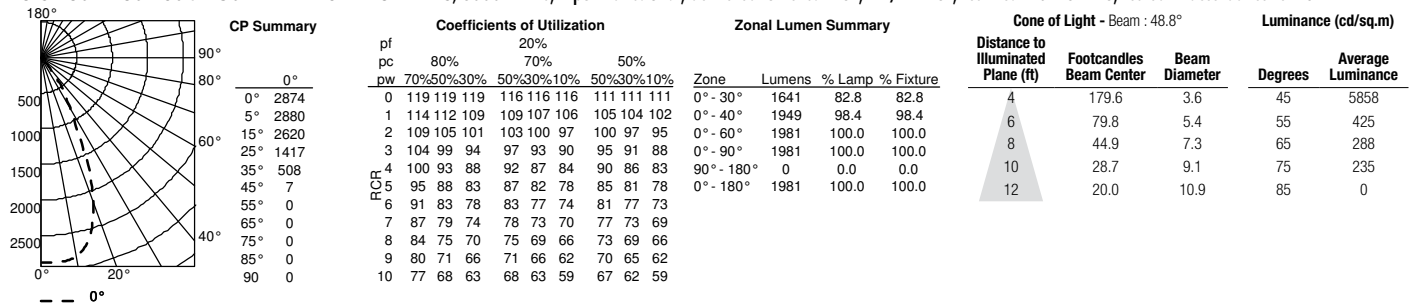 180°
90°
80°
60°
40°
500
1000
1500
2000
2500
0° 20°
0°
CP Summary
0°
0° 2874
5° 2880
15° 2620
25° 1417
35° 508
45° 7
55° 0
65° 0
75° 0
85° 0
90 0
Coefficients of Utilization
pf 20%
pc 80% 70% 50%
pw 70%50%30% 50%30%10% 50%30%10%
RCR
0 119 119 119 116 116 116 111 111 111
1 114 112 109 109 107 106 105 104 102
2 109 105 101 103 100 97 100 97 95
3 104 99 94 97 93 90 95 91 88
4 100 93 88 92 87 84 90 86 83
5 95 88 83 87 82 78 85 81 78
6 91 83 78 83 77 74 81 77 73
7 87 79 74 78 73 70 77 73 69
8 84 75 70 75 69 66 73 69 66
9 80 71 66 71 66 62 70 65 62
10 77 68 63 68 63 59 67 62 59
Zonal Lumen Summary
Zone Lumens % Lamp % Fixture
0° - 30° 1641 82.8 82.8
0° - 40° 1949 98.4 98.4
0° - 60° 1981 100.0 100.0
0° - 90° 1981 100.0 100.0
90° - 180° 0 0.0 0.0
0° - 180° 1981 100.0 100.0
Cone of Light - Beam : 48.8°
Distance to Illuminated Plane (ft) Footcandles Beam Center Beam Diameter
4 179.6 3.6
6 79.8 5.4
8 44.9 7.3
10 28.7 9.1
12 20.0 10.9
Luminance (cd/sq.m)
Degrees Average Luminance
45 5858
55 425
65 288
75 235
85 0